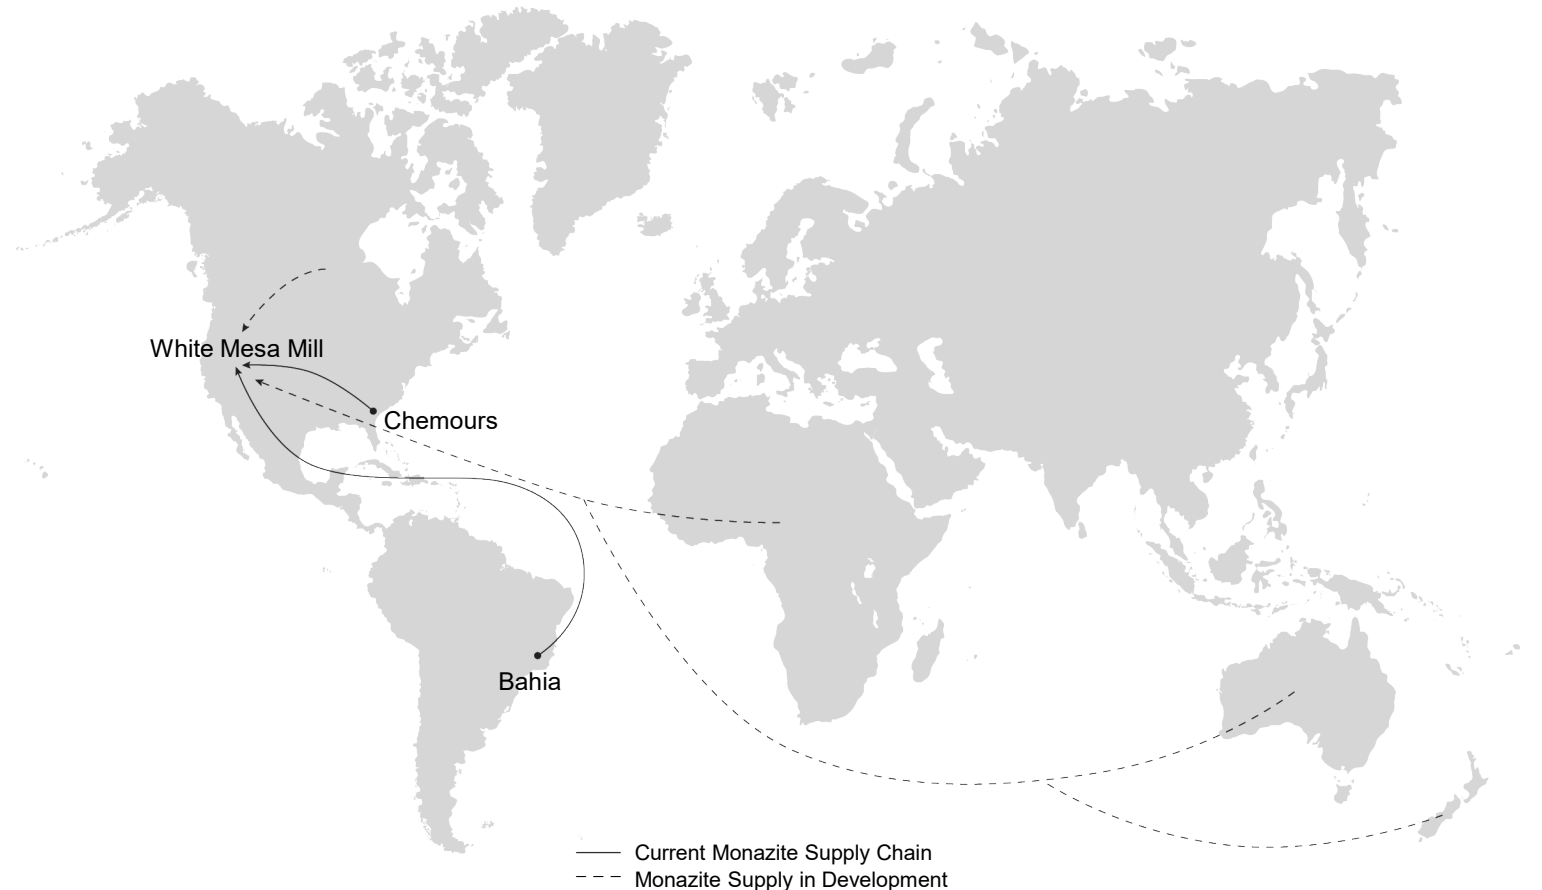 White Mesa Mill
Chemours
Bahia
Current Monazite Supply Chain
Monazite Supply in Development